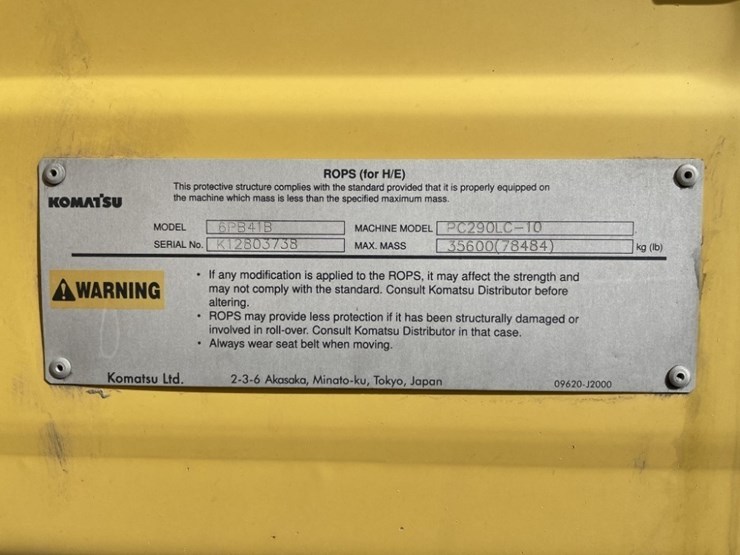 ROPS (for H/E)
This protective structure complies with the standard provided that it is properly equipped on
the machine which mass is less than the specified maximum mass.
KOMATSU
MODEL 6PB41B MACHINE MODEL PC290LC-10
SERIAL No. K12803738 MAX. MASS 35600(78484) kg (lb)
WARNING
• If any modification is applied to the ROPS, it may affect the strength and
may not comply with the standard. Consult Komatsu Distributor before
altering.
• ROPS may provide less protection if it has been structurally damaged or
involved in roll-over. Consult Komatsu Distributor in that case.
• Always wear seat belt when moving.
Komatsu Ltd. 2-3-6 Akasaka, Minato-ku, Tokyo, Japan 09620-J2000